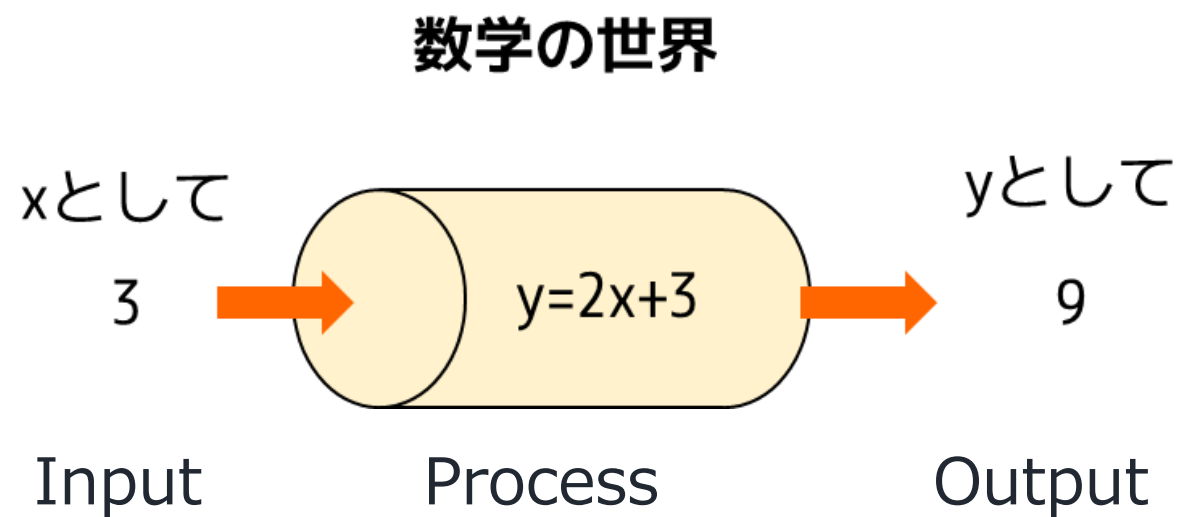 数学の世界
xとして
3
y=2x+3
yとして
9
Input
Process
Output